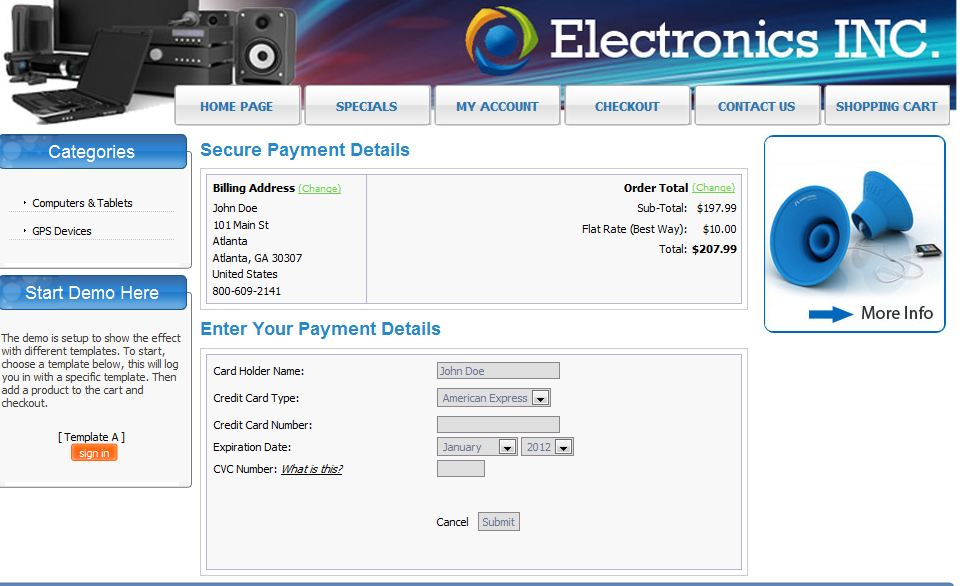 Electronics INC.
HOME PAGE
SPECIALS
MY ACCOUNT
CHECKOUT
CONTACT US
SHOPPING CART
Categories
Computers & Tablets
GPS Devices
Start Demo Here
The demo is setup to show the effect
with different templates. To start,
choose a template below, this will log
you in with a specific template. Then
add a product to the cart and
checkout.
[ Template A ]
sign in
Secure Payment Details
Billing Address (Change)
John Doe
101 Main St
Atlanta
Atlanta, GA 30307
United States
800-609-2141
Order Total (Change)
Sub-Total: $197.99
Flat Rate (Best Way): $10.00
Total: $207.99
Enter Your Payment Details
Card Holder Name: John Doe
Credit Card Type: American Express
Credit Card Number:
Expiration Date: January 2012
CVC Number: What is this?
Cancel Submit
More Info